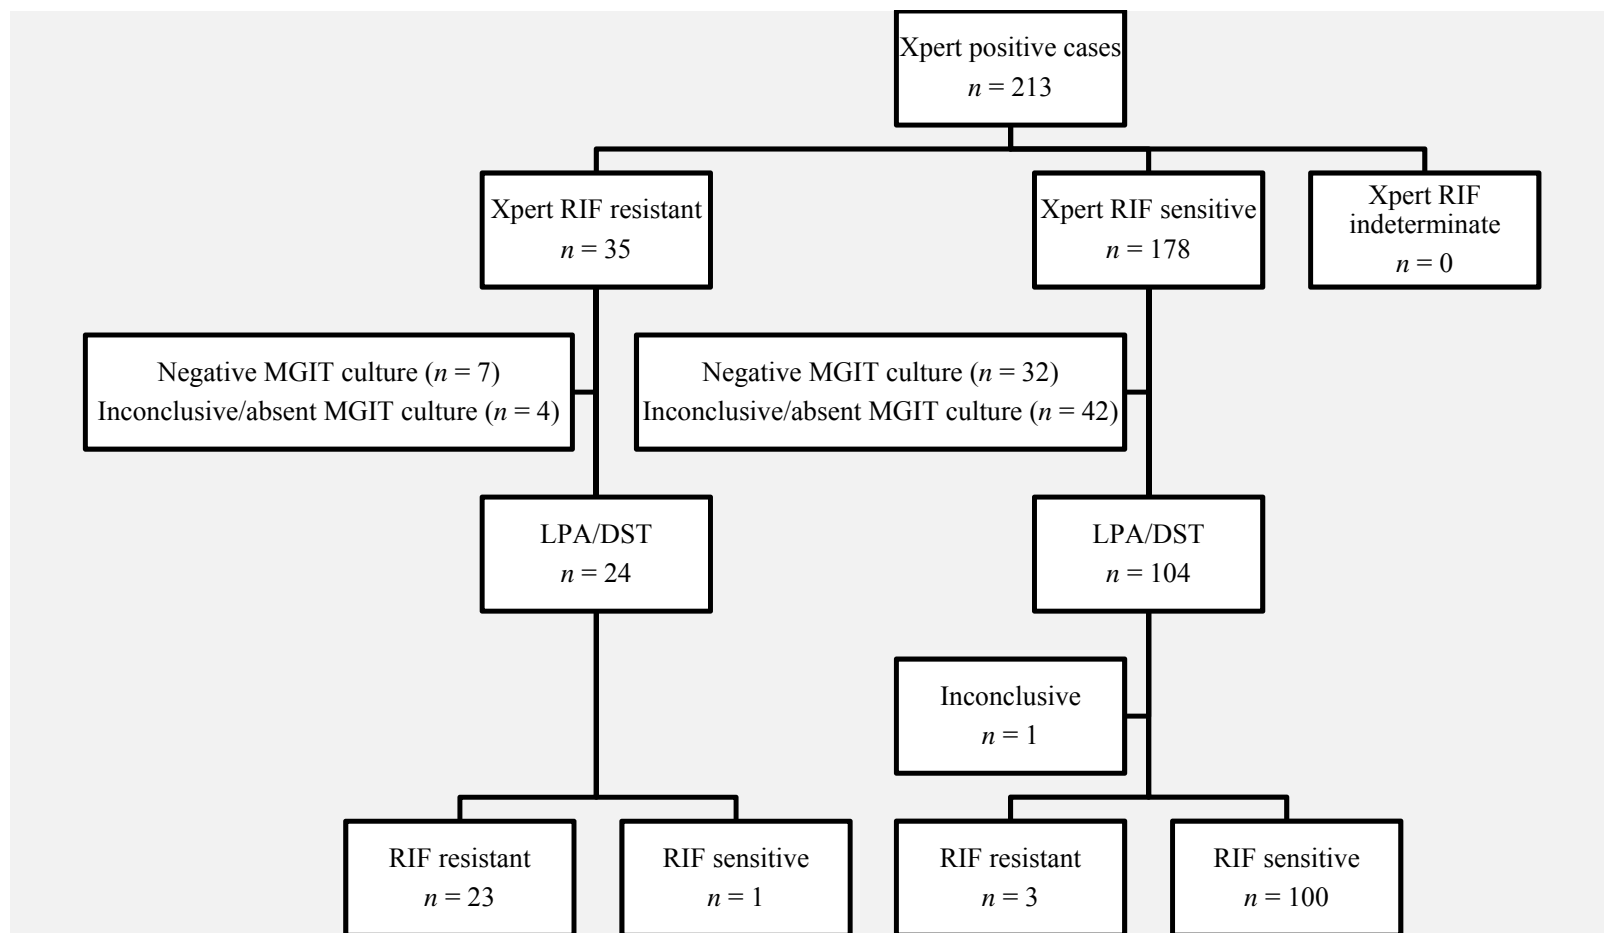 Xpert positive cases
n = 213
Xpert RIF resistant
n = 35
Xpert RIF sensitive
n = 178
Xpert RIF
indeterminate
n = 0
Negative MGIT culture (n = 7)
Inconclusive/absent MGIT culture (n = 4)
Negative MGIT culture (n = 32)
Inconclusive/absent MGIT culture (n = 42)
LPA/DST
n = 24
LPA/DST
n = 104
Inconclusive
n = 1
RIF resistant
n = 23
RIF sensitive
n = 1
RIF resistant
n = 3
RIF sensitive
n = 100